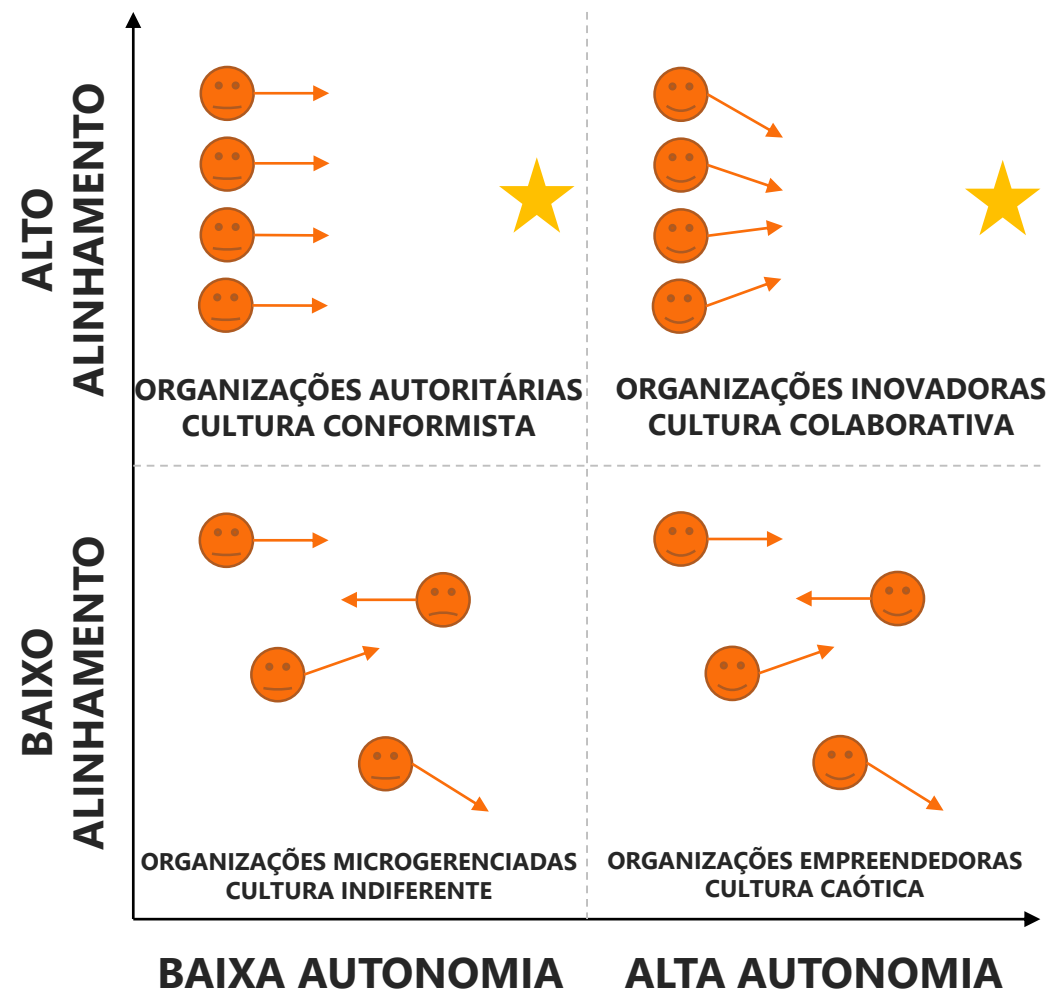 ALTO
ALINHAMENTO
ORGANIZAÇÕES AUTORITÁRIAS
CULTURA CONFORMISTA
ORGANIZAÇÕES INOVADORAS
CULTURA COLABORATIVA
BAIXO
ALINHAMENTO
ORGANIZAÇÕES MICROGERENCIADAS
CULTURA INDIFERENTE
ORGANIZAÇÕES EMPREENDEDORAS
CULTURA CAÓTICA
BAIXA AUTONOMIA
ALTA AUTONOMIA